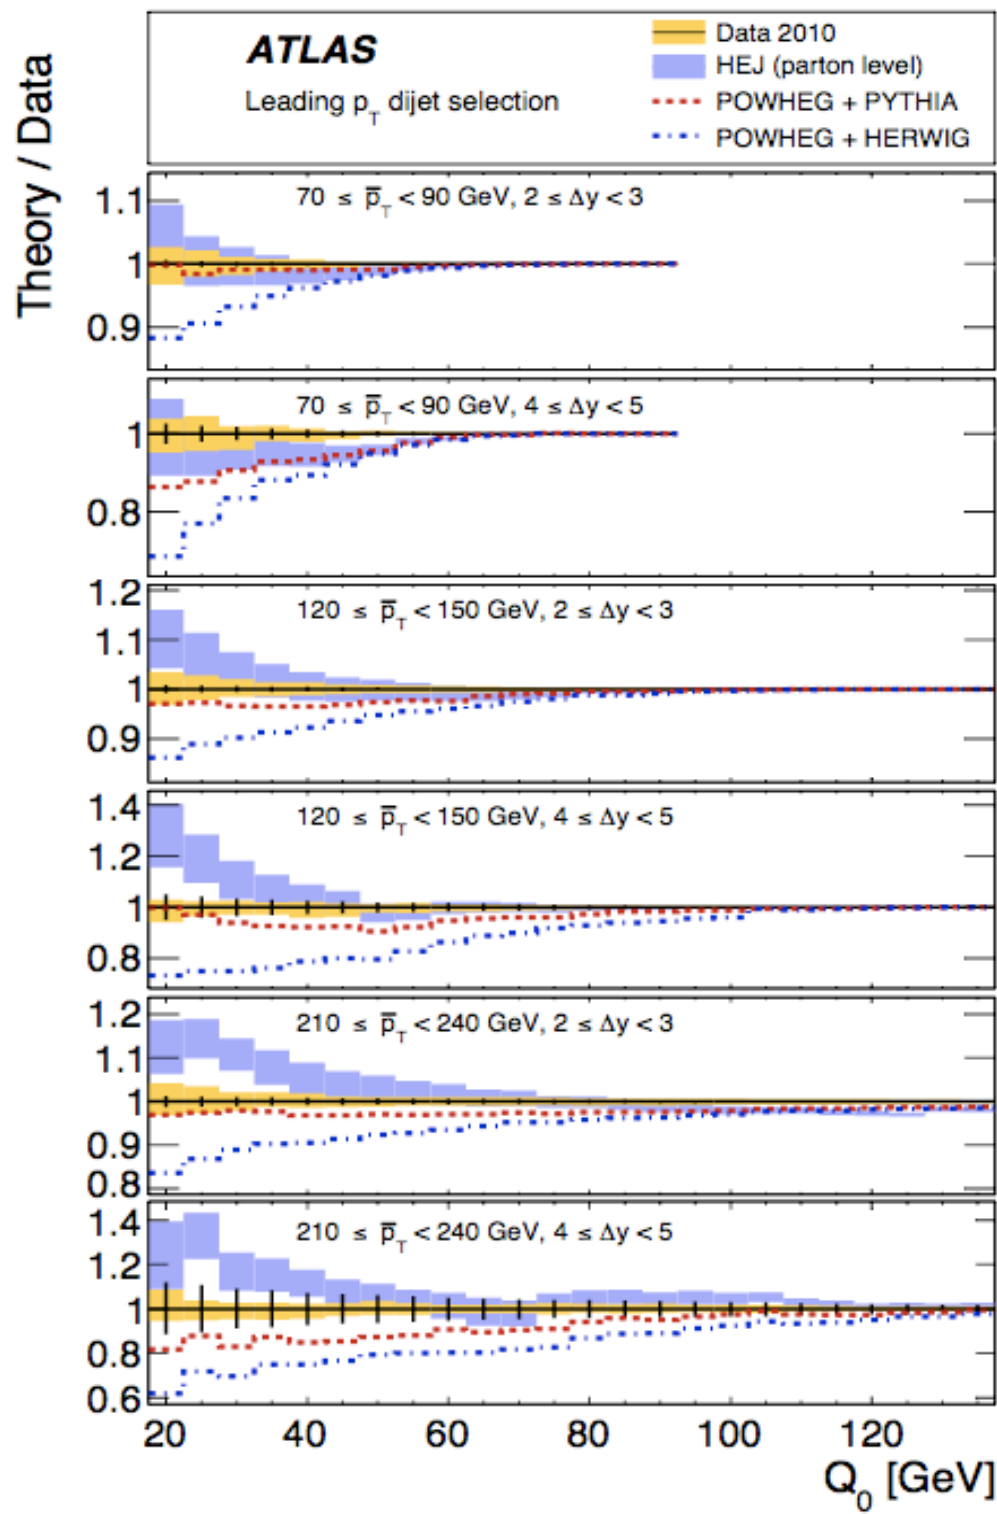 Theory / Data
ATLAS
Leading p_T dijet selection
Data 2010
HEJ (parton level)
POWHEG + PYTHIA
POWHEG + HERWIG
70 ≤ p̅_T < 90 GeV, 2 ≤ Δy < 3
1.1
1
0.9
70 ≤ p̅_T < 90 GeV, 4 ≤ Δy < 5
1
0.8
120 ≤ p̅_T < 150 GeV, 2 ≤ Δy < 3
1.2
1.1
1
0.9
120 ≤ p̅_T < 150 GeV, 4 ≤ Δy < 5
1.4
1.2
1
0.8
210 ≤ p̅_T < 240 GeV, 2 ≤ Δy < 3
1.2
1.1
1
0.9
0.8
210 ≤ p̅_T < 240 GeV, 4 ≤ Δy < 5
1.4
1.2
1
0.8
0.6
20 40 60 80 100 120
Q_0 [GeV]